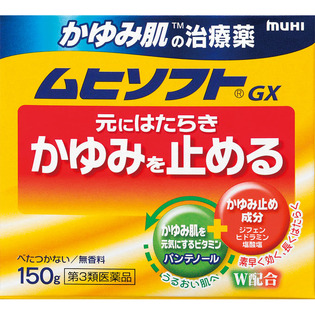 かゆみ肌™の治療薬
muhi
ムヒソフト®GX
元にはたらき
かゆみを止める
かゆみ肌を
元気にするビタミン
パンテノール
うるおい肌へ
+
かゆみ止め
成分
ジフェン
ヒドラミン
塩酸塩
素早く効く、長くはたらく
W配合
べたつかない/無香料
150g 第3類医薬品